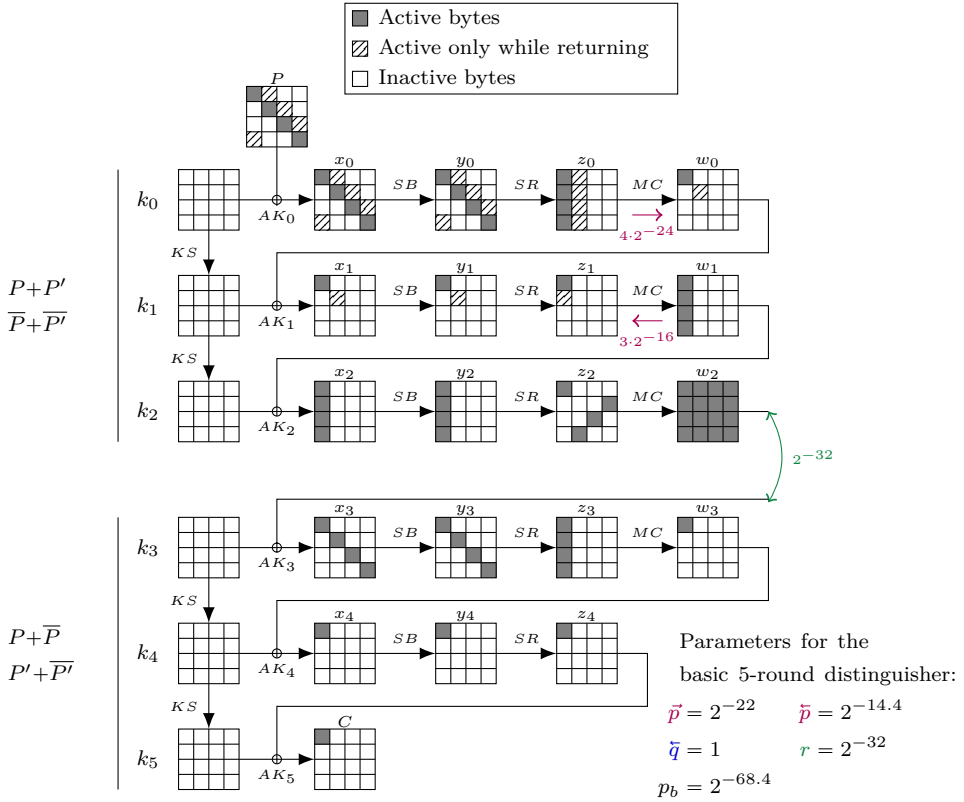 Active bytes
Active only while returning
Inactive bytes
P
x₀ y₀ z₀ w₀
k₀ AK₀ SB SR MC
4·2⁻²⁴
KS
x₁ y₁ z₁ w₁
P+P′
P̅+P̅′
k₁ AK₁ SB SR MC
3·2⁻¹⁶
KS
x₂ y₂ z₂ w₂
k₂ AK₂ SB SR MC
2⁻³²
x₃ y₃ z₃ w₃
k₃ AK₃ SB SR MC
KS
x₄ y₄ z₄
P+P̅
P′+P̅′
k₄ AK₄ SB SR
KS
C
k₅ AK₅
Parameters for the
basic 5-round distinguisher:
p⃗ = 2⁻²² p⃖ = 2⁻¹⁴·⁴
q⃖ = 1 r = 2⁻³²
p_b = 2⁻⁶⁸·⁴